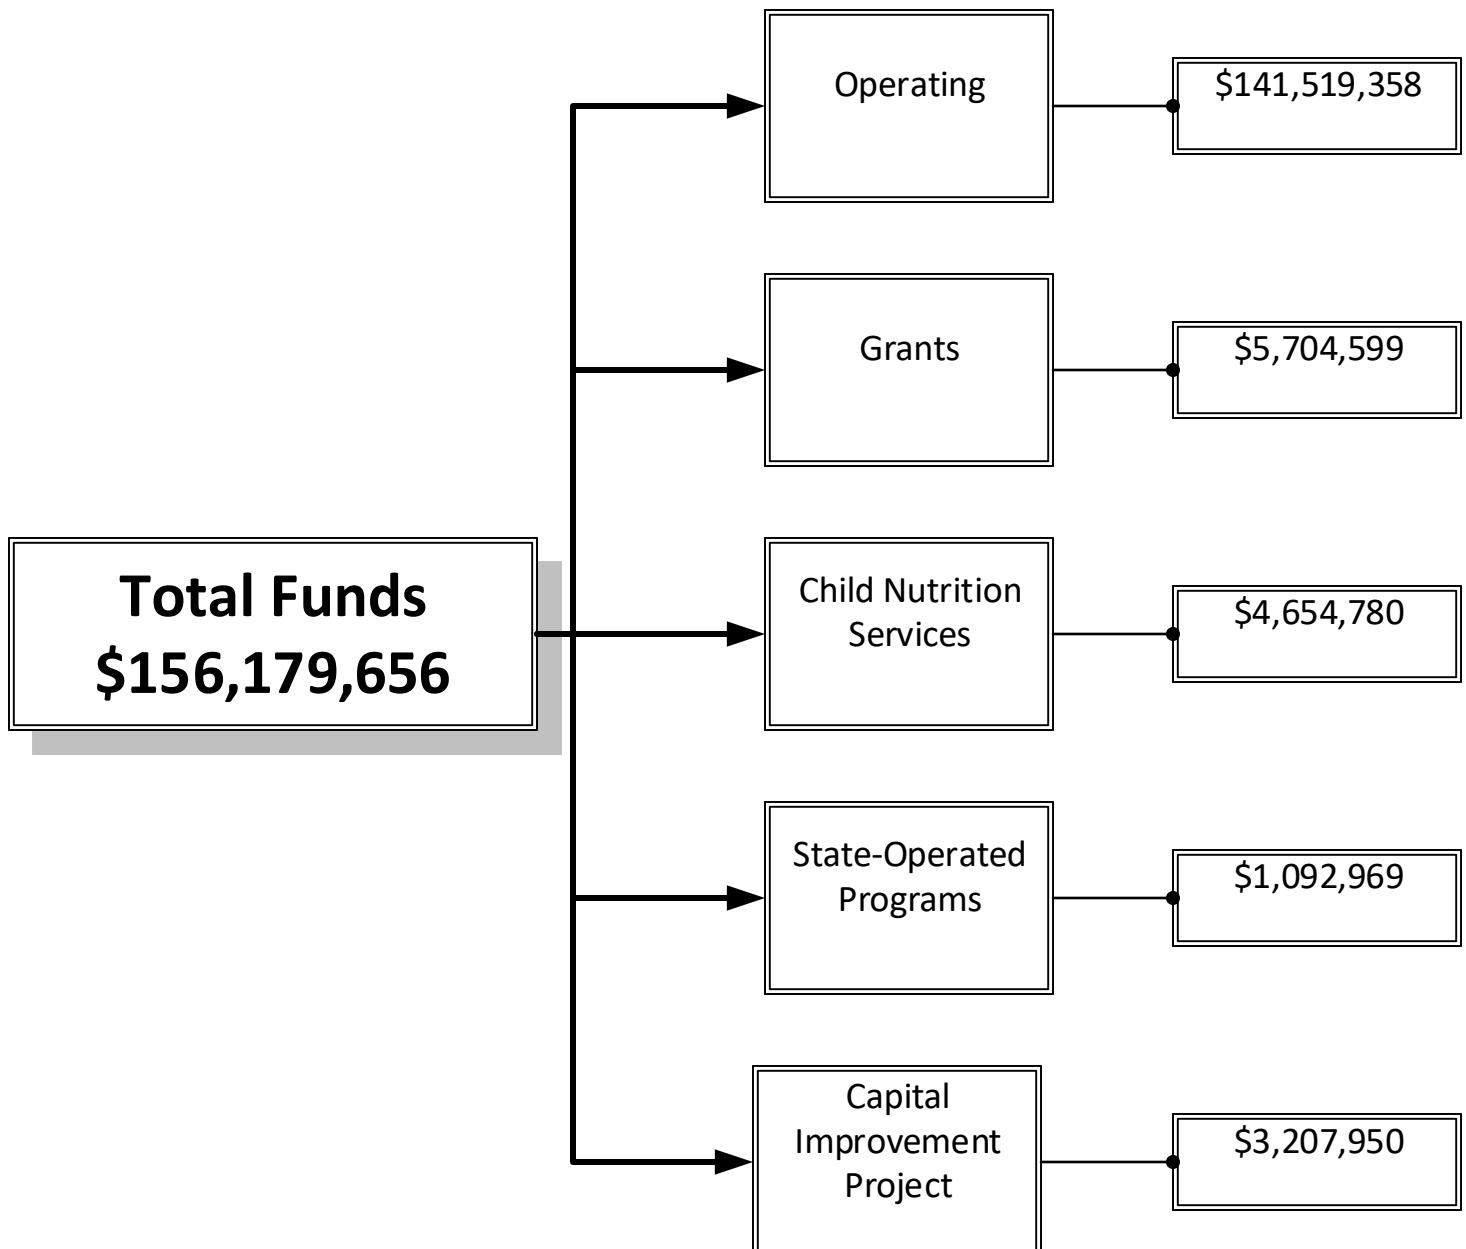 Operating
$141,519,358
Grants
$5,704,599
Total Funds
$156,179,656
Child Nutrition
Services
$4,654,780
State-Operated
Programs
$1,092,969
Capital
Improvement
Project
$3,207,950